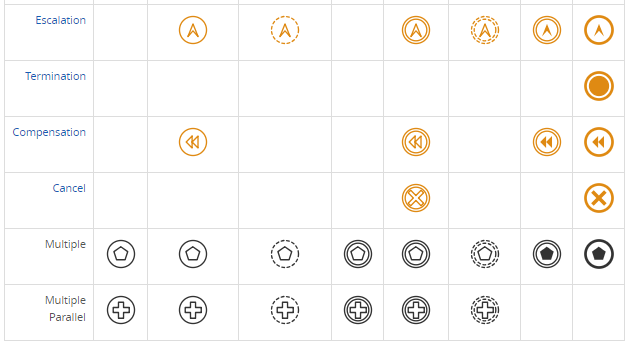 Escalation
Termination
Compensation
Cancel
Multiple
Multiple
Parallel